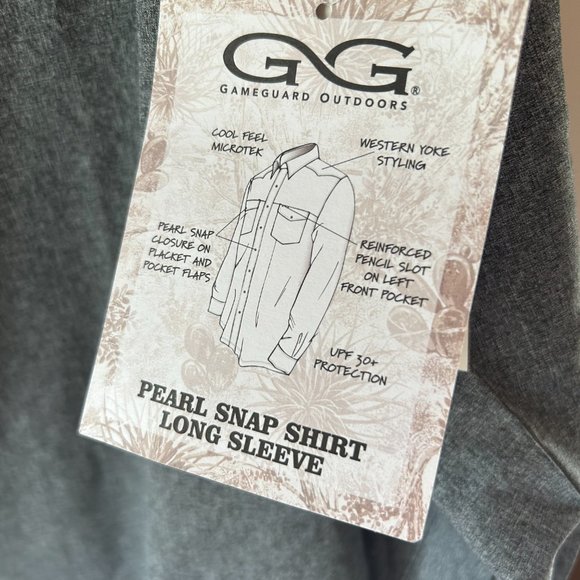 GG®
GAMEGUARD OUTDOORS
COOL FEEL
MICROTEK
WESTERN YOKE
STYLING
PEARL SNAP
CLOSURE ON
PLACKET AND
POCKET FLAPS
REINFORCED
PENCIL SLOT
ON LEFT
FRONT POCKET
UPF 30+
PROTECTION
PEARL SNAP SHIRT
LONG SLEEVE